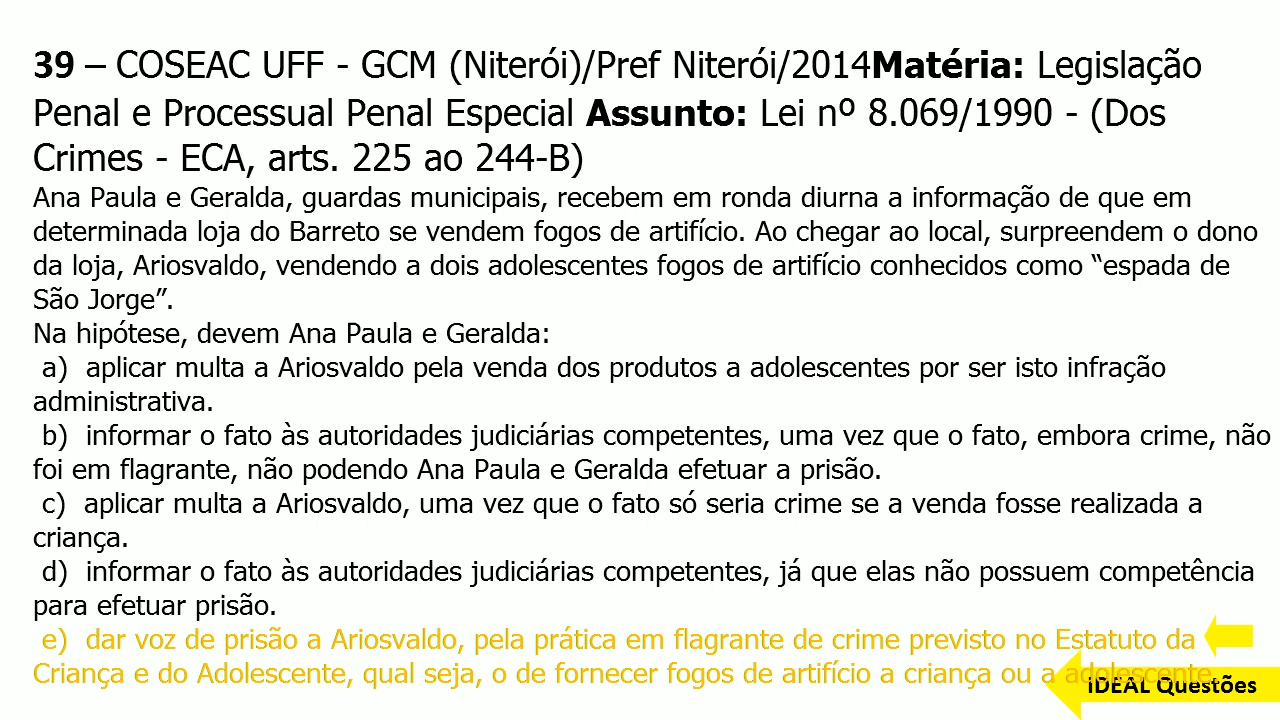 39 – COSEAC UFF - GCM (Niterói)/Pref Niterói/2014Matéria: Legislação
Penal e Processual Penal Especial Assunto: Lei nº 8.069/1990 - (Dos
Crimes - ECA, arts. 225 ao 244-B)
Ana Paula e Geralda, guardas municipais, recebem em ronda diurna a informação de que em
determinada loja do Barreto se vendem fogos de artifício. Ao chegar ao local, surpreendem o dono
da loja, Ariosvaldo, vendendo a dois adolescentes fogos de artifício conhecidos como “espada de
São Jorge”.
Na hipótese, devem Ana Paula e Geralda:
a) aplicar multa a Ariosvaldo pela venda dos produtos a adolescentes por ser isto infração
administrativa.
b) informar o fato às autoridades judiciárias competentes, uma vez que o fato, embora crime, não
foi em flagrante, não podendo Ana Paula e Geralda efetuar a prisão.
c) aplicar multa a Ariosvaldo, uma vez que o fato só seria crime se a venda fosse realizada a
criança.
d) informar o fato às autoridades judiciárias competentes, já que elas não possuem competência
para efetuar prisão.
e) dar voz de prisão a Ariosvaldo, pela prática em flagrante de crime previsto no Estatuto da
Criança e do Adolescente, qual seja, o de fornecer fogos de artifício a criança ou a adolescente.
IDEAL Questões